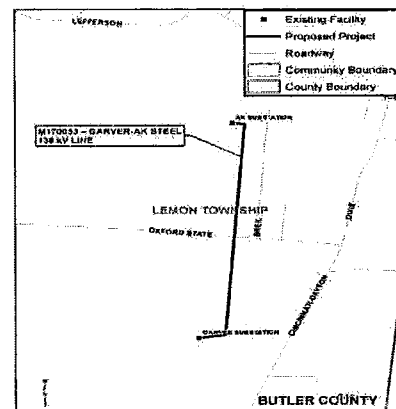 JEFFERSON
Existing Facility
Proposed Project
Roadway
Community Boundary
County Boundary
AK SUBSTATION
M170053 – GARVER-AK STEEL
138 kV LINE
LEMON TOWNSHIP
OXFORD STATE
DIXIE
CINCINNATI-DAYTON
GARVER SUBSTATION
BUTLER COUNTY